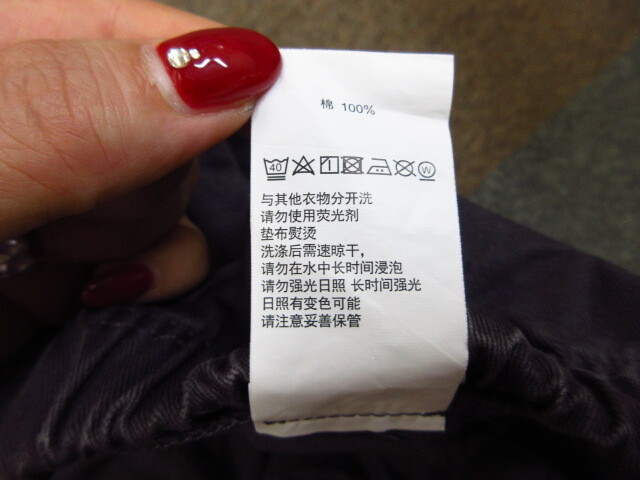 棉 100%
40 W
与其他衣物分开洗
请勿使用荧光剂
垫布熨烫
洗涤后需速晾干，
请勿在水中长时间浸泡
请勿强光日照 长时间强光
日照有变色可能
请注意妥善保管